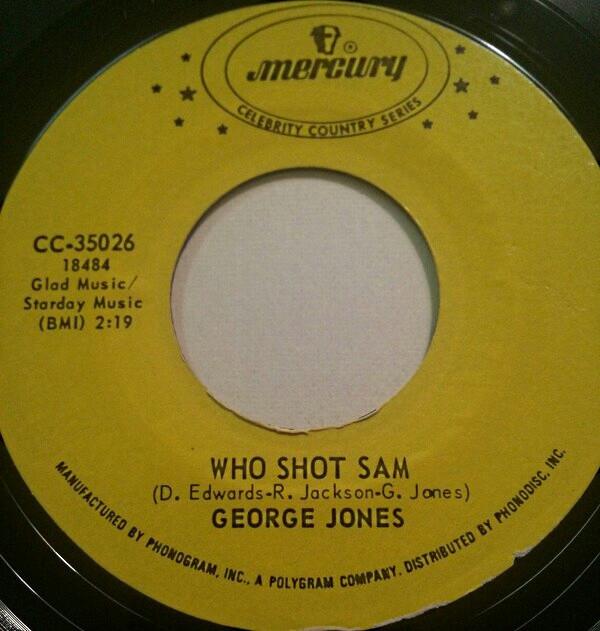 mercury
CELEBRITY COUNTRY SERIES
CC-35026
18484
Glad Music/
Starday Music
(BMI) 2:19
WHO SHOT SAM
(D. Edwards-R. Jackson-G. Jones)
GEORGE JONES
MANUFACTURED BY PHONOGRAM, INC., A POLYGRAM COMPANY. DISTRIBUTED BY PHONODISC, INC.